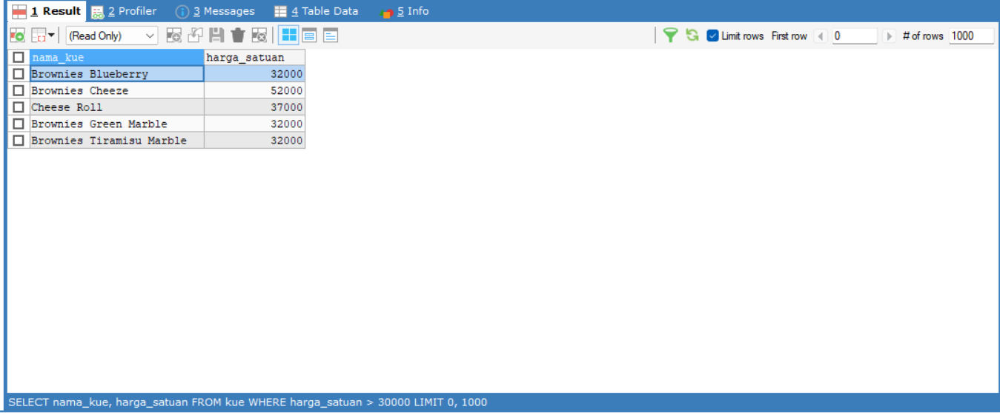 1 Result 2 Profiler 3 Messages 4 Table Data 5 Info
(Read Only) Limit rows First row 0 # of rows 1000
nama_kue harga_satuan
Brownies Blueberry 32000
Brownies Cheeze 52000
Cheese Roll 37000
Brownies Green Marble 32000
Brownies Tiramisu Marble 32000
SELECT nama_kue, harga_satuan FROM kue WHERE harga_satuan > 30000 LIMIT 0, 1000